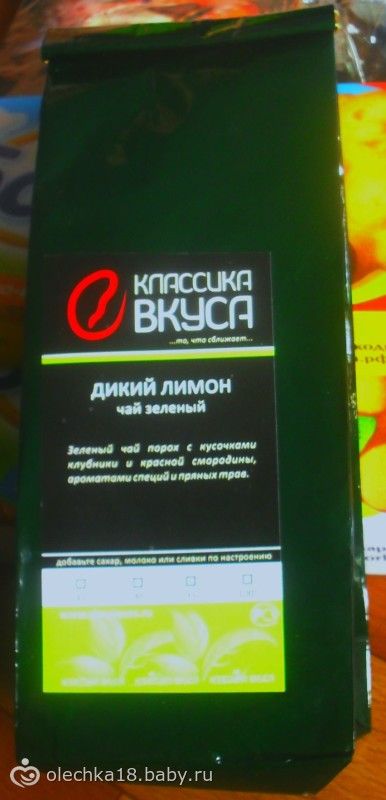 КЛАССИКА
ВКУСА
...то, что сближает...
ДИКИЙ ЛИМОН
чай зеленый
Зеленый чай порох с кусочками
клубники и красной смородины,
ароматами специй и пряных трав.
добавьте сахар, молоко или сливки по настроению
olechka18.baby.ru